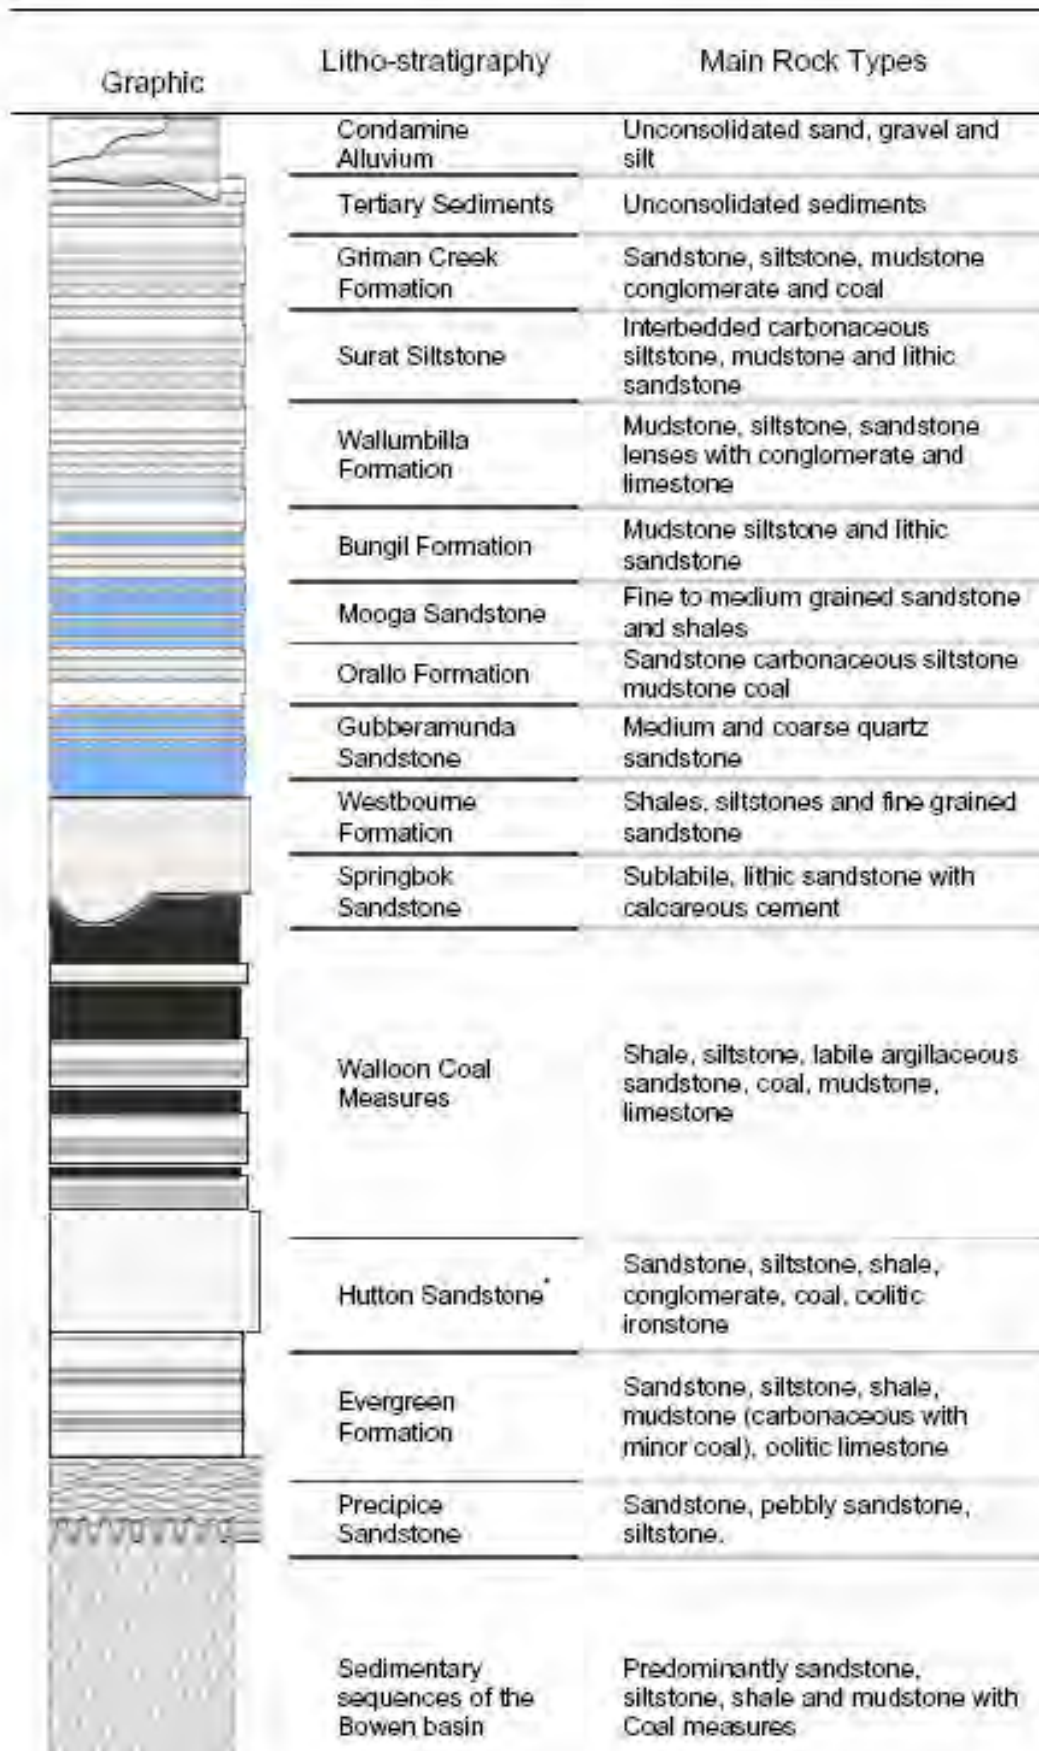 Graphic
Litho-stratigraphy
Main Rock Types
Condamine
Alluvium
Unconsolidated sand, gravel and
silt
Tertiary Sediments
Unconsolidated sediments
Griman Creek
Formation
Sandstone, siltstone, mudstone
conglomerate and coal
Surat Siltstone
Interbedded carbonaceous
siltstone, mudstone and lithic
sandstone
Wallumbilla
Formation
Mudstone, siltstone, sandstone
lenses with conglomerate and
limestone
Bungil Formation
Mudstone siltstone and lithic
sandstone
Mooga Sandstone
Fine to medium grained sandstone
and shales
Orallo Formation
Sandstone carbonaceous siltstone
mudstone coal
Gubberamunda
Sandstone
Medium and coarse quartz
sandstone
Westbourne
Formation
Shales, siltstones and fine grained
sandstone
Springbok
Sandstone
Sublabile, lithic sandstone with
calcareous cement
Walloon Coal
Measures
Shale, siltstone, labile argillaceous
sandstone, coal, mudstone,
limestone
Hutton Sandstone*
Sandstone, siltstone, shale,
conglomerate, coal, oolitic
ironstone
Evergreen
Formation
Sandstone, siltstone, shale,
mudstone (carbonaceous with
minor coal), oolitic limestone
Precipice
Sandstone
Sandstone, pebbly sandstone,
siltstone.
Sedimentary
sequences of the
Bowen basin
Predominantly sandstone,
siltstone, shale and mudstone with
Coal measures